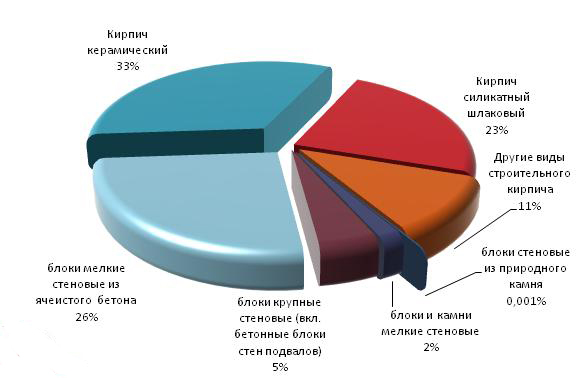 Кирпич
керамический
33%
Кирпич
силикатный
шлаковый
23%
Другие виды
строительного
кирпича
11%
блоки стеновые
из природного
камня
0,001%
блоки и камни
мелкие стеновые
2%
блоки крупные
стеновые (вкл.
бетонные блоки
стен подвалов)
5%
блоки мелкие
стеновые из
ячеистого бетона
26%